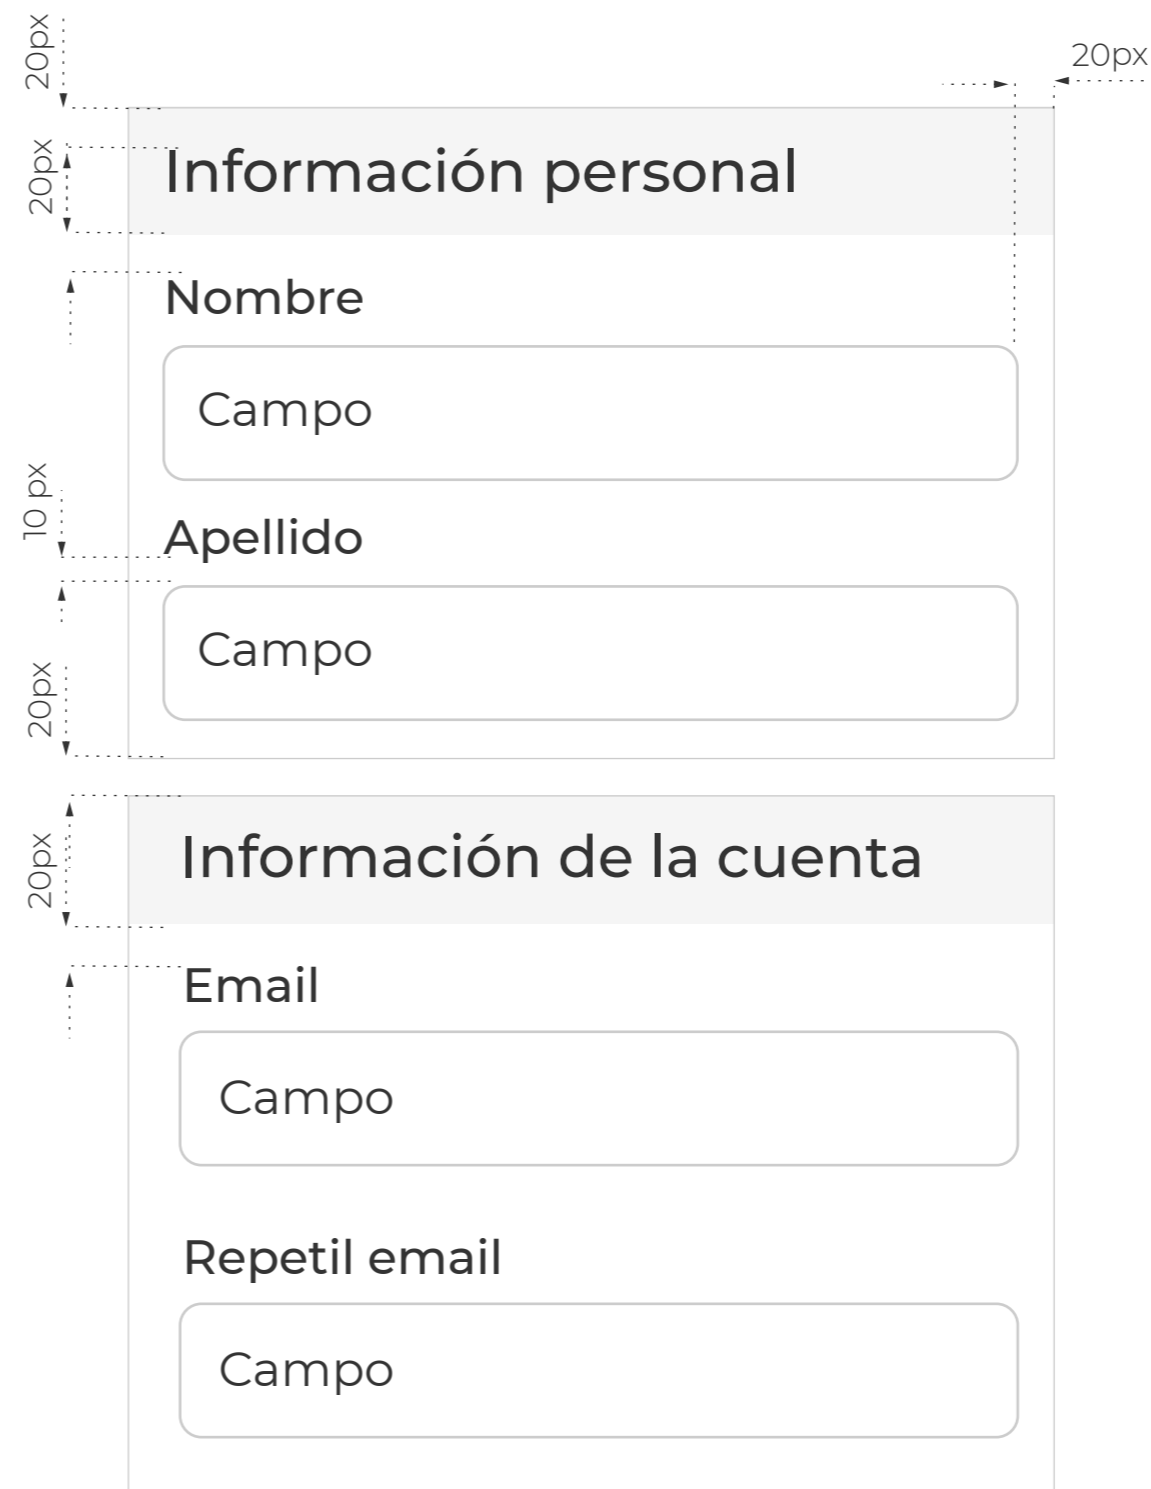 20px
20px
20px
Información personal
Nombre
Campo
10 px
Apellido
Campo
20px
Información de la cuenta
20px
Email
Campo
Repetil email
Campo